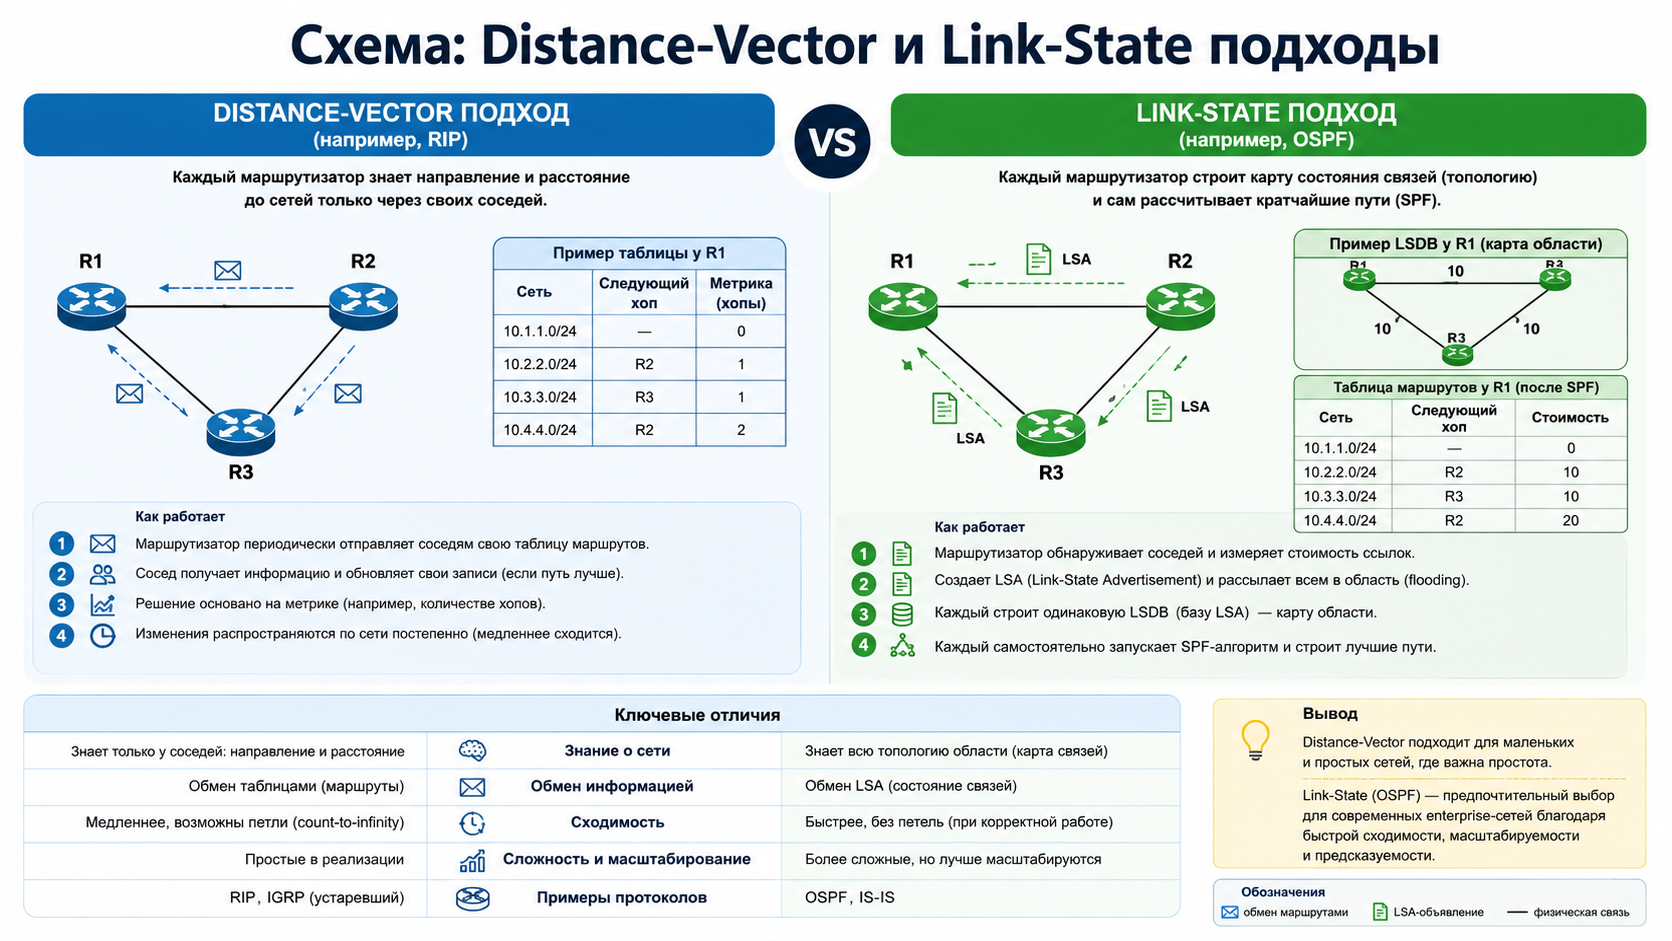 Схема: Distance-Vector и Link-State подходы
DISTANCE-VECTOR ПОДХОД
(например, RIP)
VS
LINK-STATE ПОДХОД
(например, OSPF)
Каждый маршрутизатор знает направление и расстояние
до сетей только через своих соседей.
R1
R2
R3
Пример таблицы у R1
Сеть
Следующий
хоп
Метрика
(хопы)
10.1.1.0/24 — 0
10.2.2.0/24 R2 1
10.3.3.0/24 R3 1
10.4.4.0/24 R2 2
Как работает
1 Маршрутизатор периодически отправляет соседям свою таблицу маршрутов.
2 Сосед получает информацию и обновляет свои записи (если путь лучше).
3 Решение основано на метрике (например, количестве хопов).
4 Изменения распространяются по сети постепенно (медленнее сходится).
Каждый маршрутизатор строит карту состояния связей (топологию)
и сам рассчитывает кратчайшие пути (SPF).
R1
LSA
R2
LSA
LSA
R3
Пример LSDB у R1 (карта области)
R1
10
R3
10
10
R3
Таблица маршрутов у R1 (после SPF)
Сеть
Следующий
хоп
Стоимость
10.1.1.0/24 — 0
10.2.2.0/24 R2 10
10.3.3.0/24 R3 10
10.4.4.0/24 R2 20
Как работает
1 Маршрутизатор обнаруживает соседей и измеряет стоимость ссылок.
2 Создает LSA (Link-State Advertisement) и рассылает всем в область (flooding).
3 Каждый строит одинаковую LSDB (базу LSA) — карту области.
4 Каждый самостоятельно запускает SPF-алгоритм и строит лучшие пути.
Ключевые отличия
Знает только у соседей: направление и расстояние Знание о сети Знает всю топологию области (карта связей)
Обмен таблицами (маршруты) Обмен информацией Обмен LSA (состояние связей)
Медленнее, возможны петли (count-to-infinity) Сходимость Быстрее, без петель (при корректной работе)
Простые в реализации Сложность и масштабирование Более сложные, но лучше масштабируются
RIP, IGRP (устаревший) Примеры протоколов OSPF, IS-IS
Вывод
Distance-Vector подходит для маленьких
и простых сетей, где важна простота.
Link-State (OSPF) — предпочтительный выбор
для современных enterprise-сетей благодаря
быстрой сходимости, масштабируемости
и предсказуемости.
Обозначения
обмен маршрутами LSA-объявление физическая связь